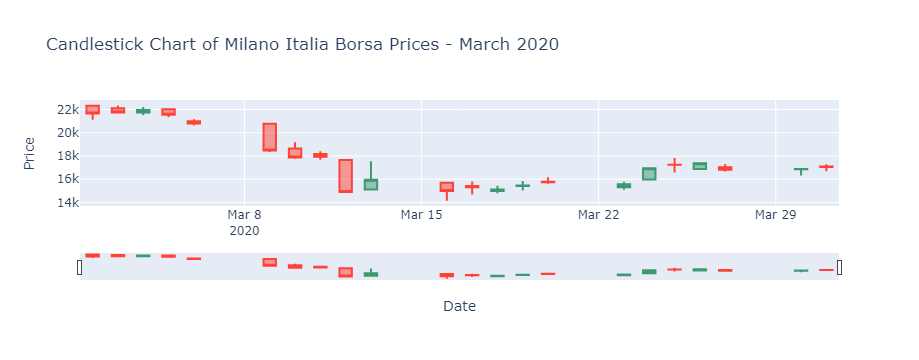 Candlestick Chart of Milano Italia Borsa Prices - March 2020
Price
22k
20k
18k
16k
14k
Mar 8
2020
Mar 15
Mar 22
Mar 29
Date